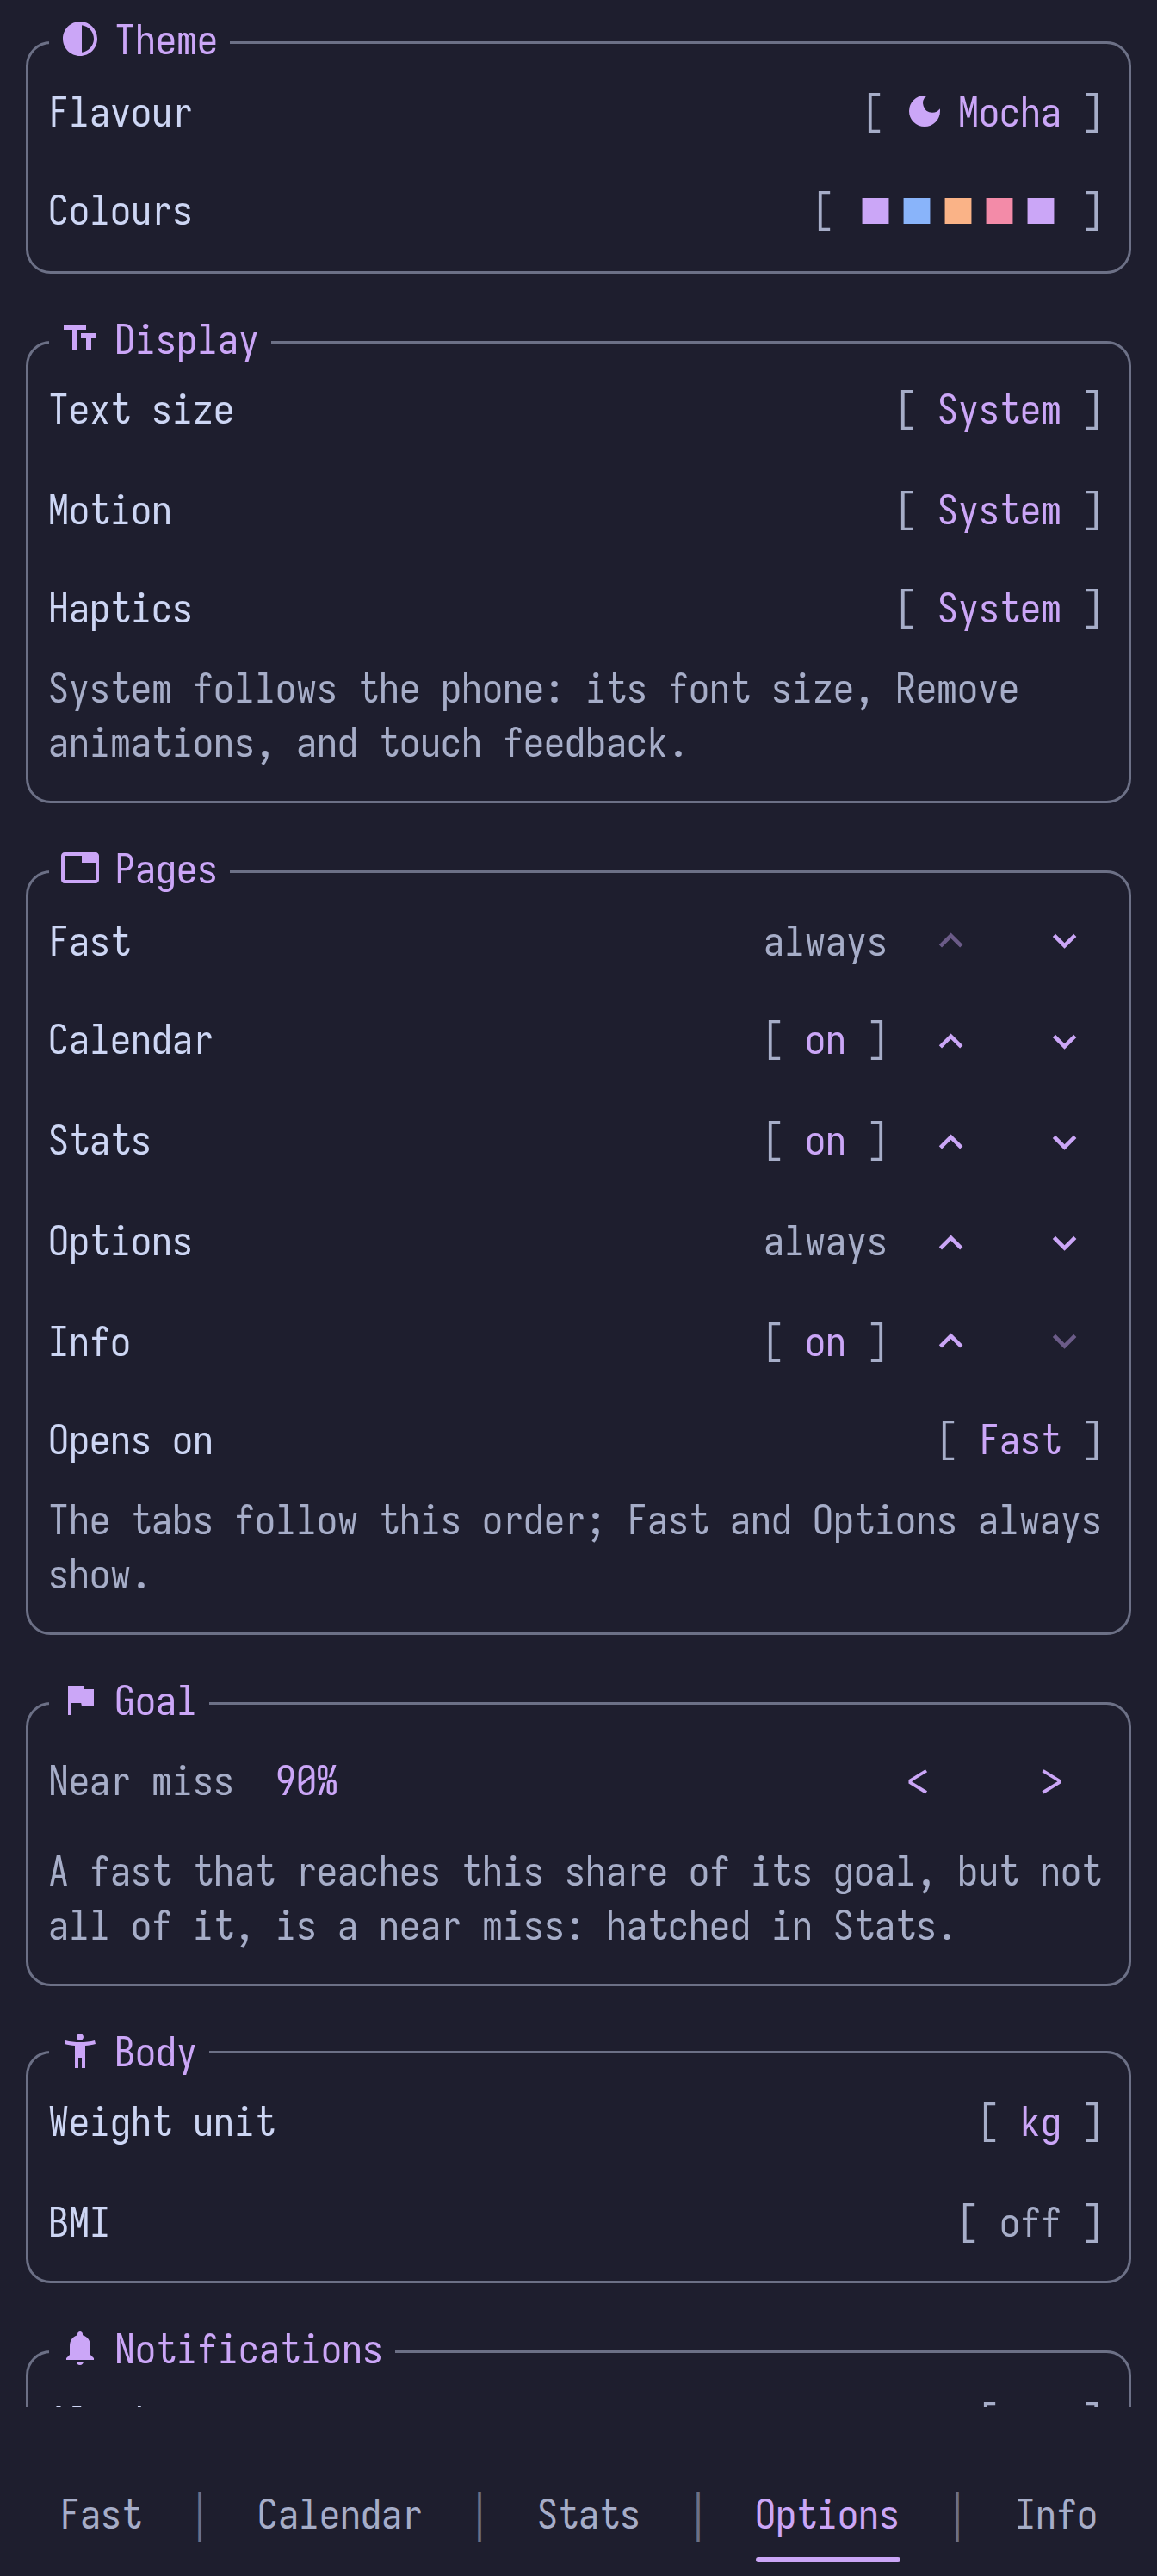 Theme
Flavour [ Mocha ]
Colours [ ]
Display
Text size [ System ]
Motion [ System ]
Haptics [ System ]
System follows the phone: its font size, Remove
animations, and touch feedback.
Pages
Fast always
Calendar [ on ]
Stats [ on ]
Options always
Info [ on ]
Opens on [ Fast ]
The tabs follow this order; Fast and Options always
show.
Goal
Near miss 90% < >
A fast that reaches this share of its goal, but not
all of it, is a near miss: hatched in Stats.
Body
Weight unit [ kg ]
BMI [ off ]
Notifications
Fast | Calendar | Stats | Options | Info